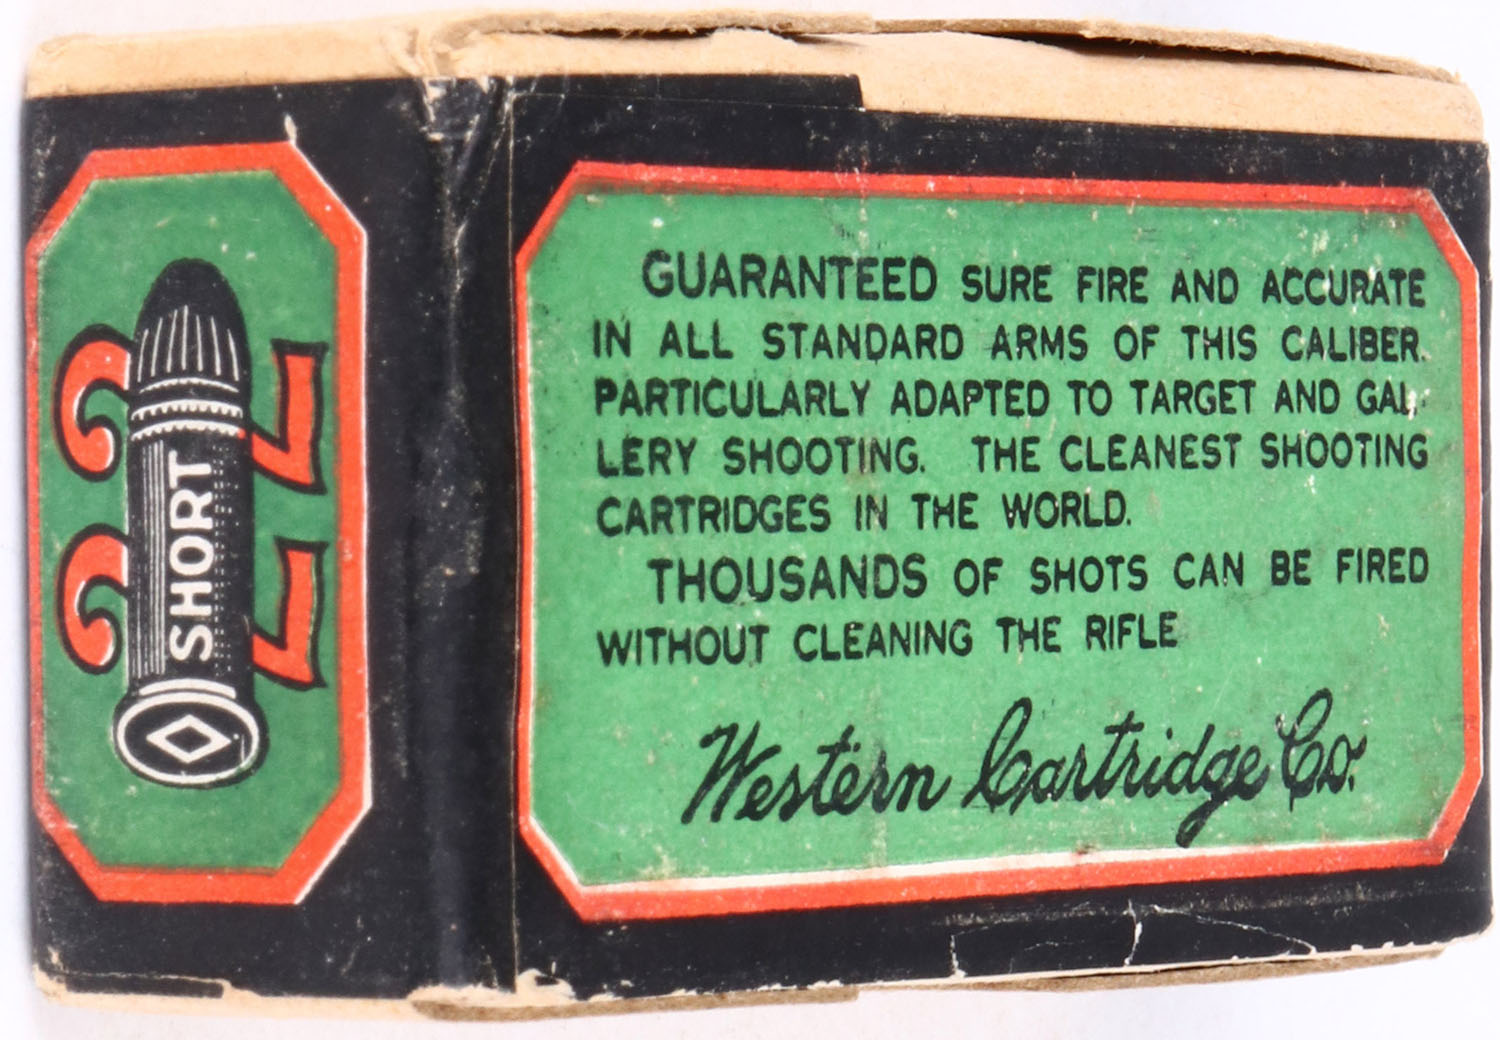 22
SHORT
GUARANTEED SURE FIRE AND ACCURATE
IN ALL STANDARD ARMS OF THIS CALIBER.
PARTICULARLY ADAPTED TO TARGET AND GAL-
LERY SHOOTING. THE CLEANEST SHOOTING
CARTRIDGES IN THE WORLD.
THOUSANDS OF SHOTS CAN BE FIRED
WITHOUT CLEANING THE RIFLE
Western Cartridge Co.